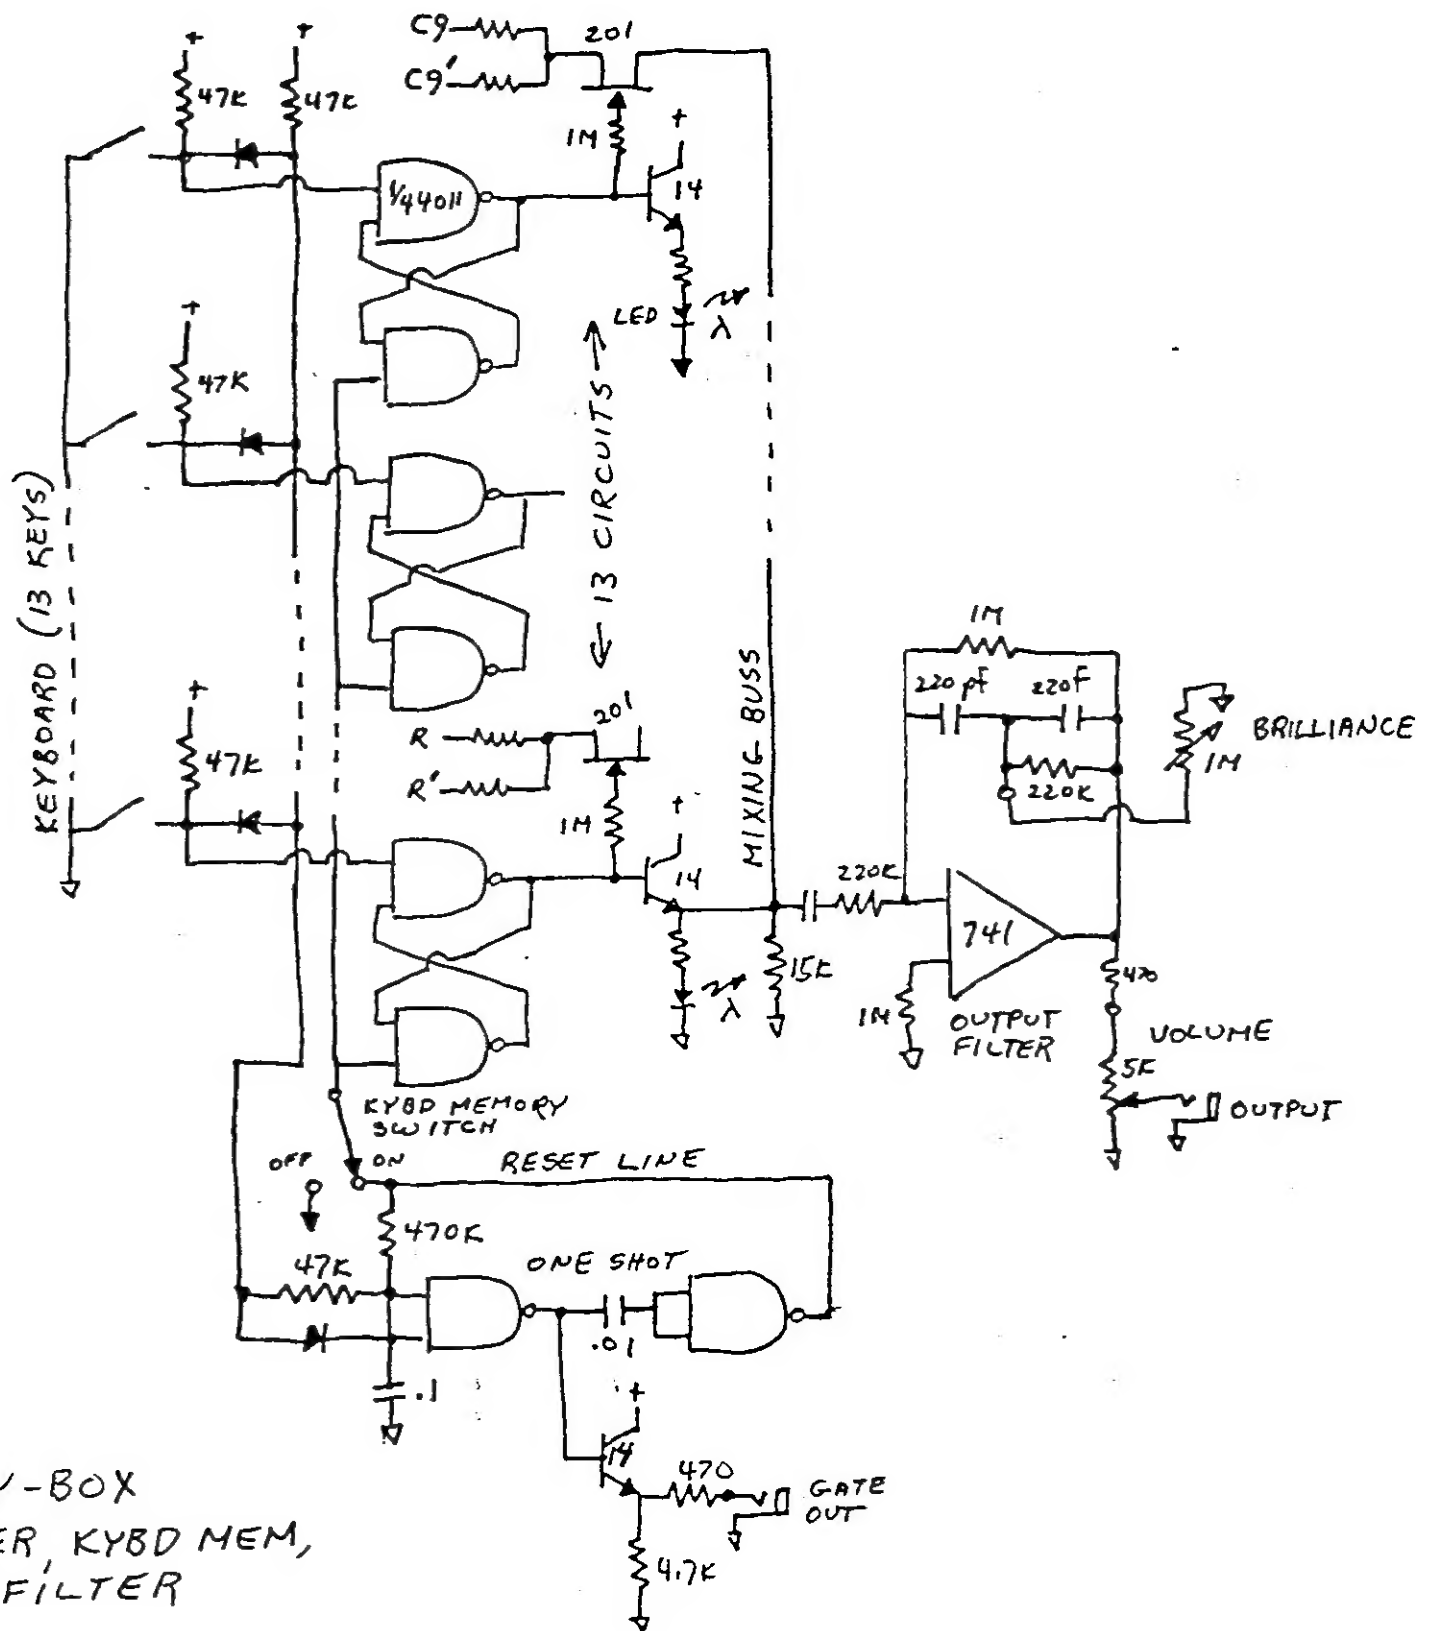 +
+
47K
47K
C9
C9'
201
1M
+
14
1/4 4011
LED
λ
+
47K
KEYBOARD (13 KEYS)
← 13 CIRCUITS →
MIXING BUSS
+
47K
R
R'
201
1M
+
14
λ
15K
220K
1M
220pf
220F
220K
1M
BRILLIANCE
741
1M
OUTPUT
FILTER
470
VOLUME
5K
OUTPUT
KYBD MEMORY
SWITCH
OFF
ON
RESET LINE
470K
47K
ONE SHOT
.01
.1
+
14
470
GATE
OUT
4.7K
-BOX
ER, KYBD MEM,
FILTER